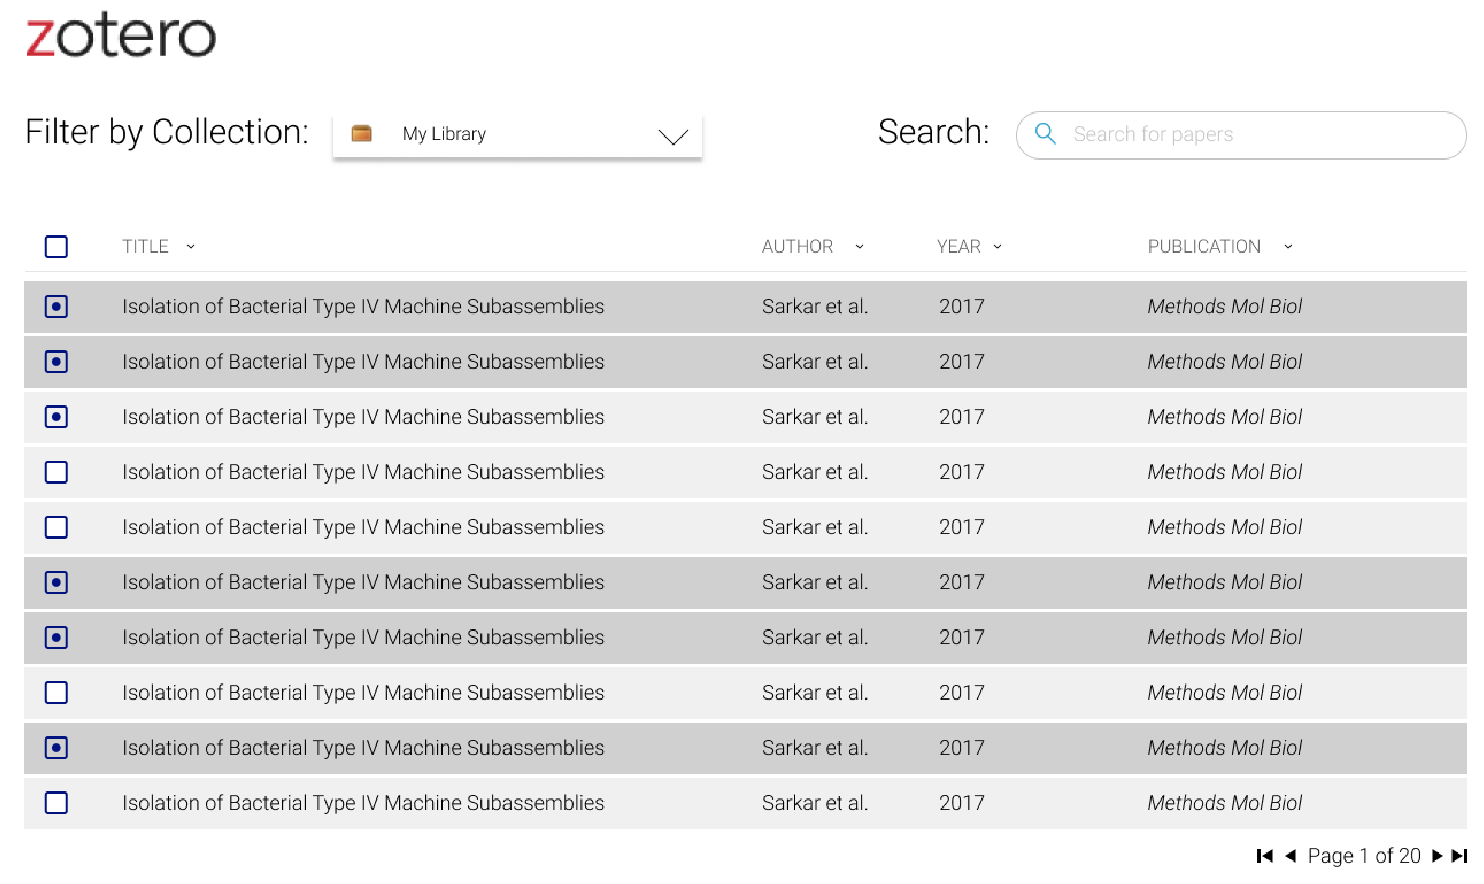 zotero
Filter by Collection: My Library Search: Search for papers
TITLE AUTHOR YEAR PUBLICATION
Isolation of Bacterial Type IV Machine Subassemblies Sarkar et al. 2017 Methods Mol Biol
Isolation of Bacterial Type IV Machine Subassemblies Sarkar et al. 2017 Methods Mol Biol
Isolation of Bacterial Type IV Machine Subassemblies Sarkar et al. 2017 Methods Mol Biol
Isolation of Bacterial Type IV Machine Subassemblies Sarkar et al. 2017 Methods Mol Biol
Isolation of Bacterial Type IV Machine Subassemblies Sarkar et al. 2017 Methods Mol Biol
Isolation of Bacterial Type IV Machine Subassemblies Sarkar et al. 2017 Methods Mol Biol
Isolation of Bacterial Type IV Machine Subassemblies Sarkar et al. 2017 Methods Mol Biol
Isolation of Bacterial Type IV Machine Subassemblies Sarkar et al. 2017 Methods Mol Biol
Isolation of Bacterial Type IV Machine Subassemblies Sarkar et al. 2017 Methods Mol Biol
Isolation of Bacterial Type IV Machine Subassemblies Sarkar et al. 2017 Methods Mol Biol
Page 1 of 20